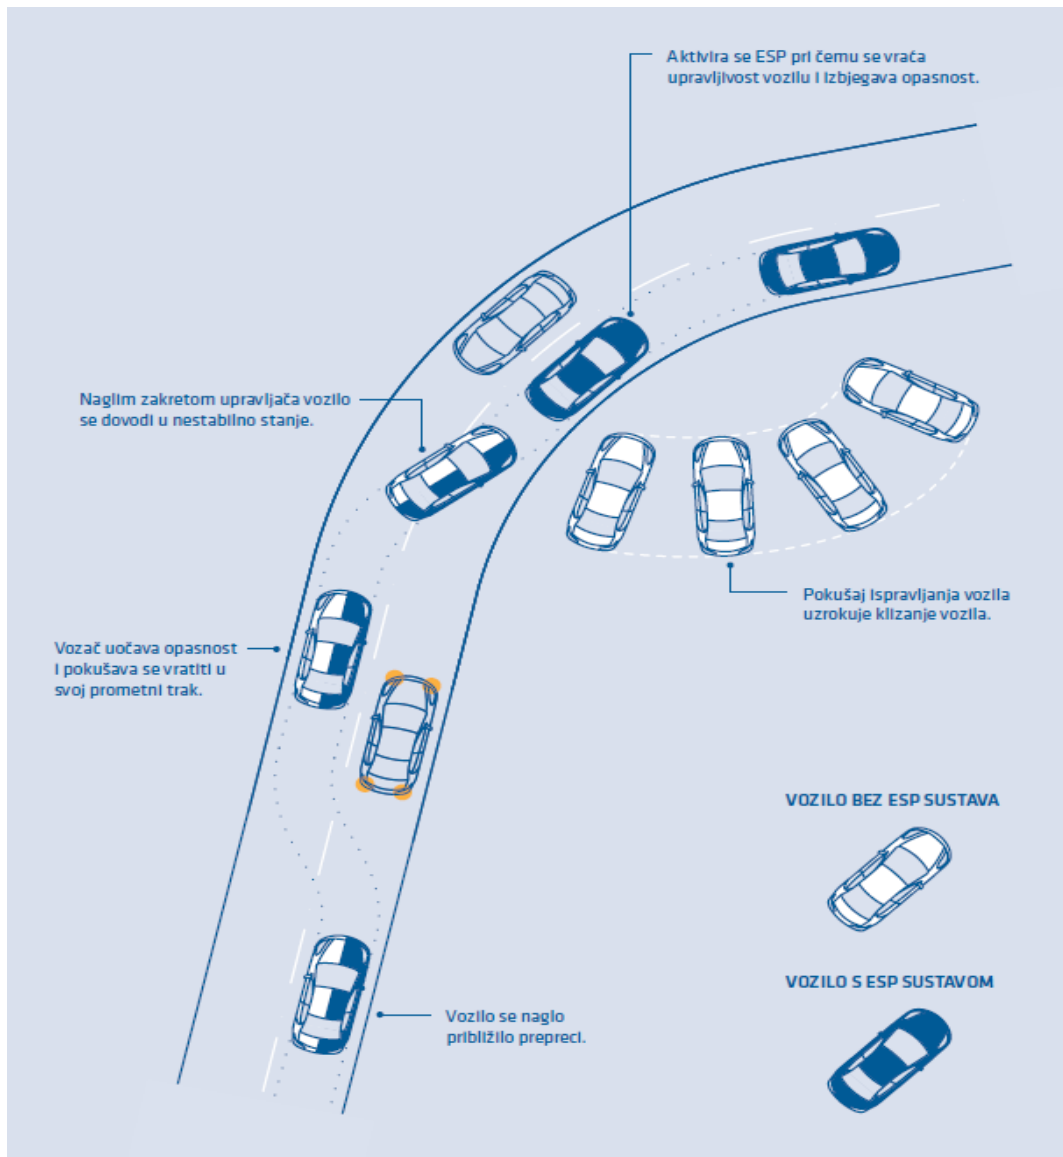 Aktivira se ESP pri čemu se vraća
upravljivost vozilu i izbjegava opasnost.
Naglim zakretom upravljača vozilo
se dovodi u nestabilno stanje.
Pokušaj ispravljanja vozila
uzrokuje klizanje vozila.
Vozač uočava opasnost
i pokušava se vratiti u
svoj prometni trak.
VOZILO BEZ ESP SUSTAVA
VOZILO S ESP SUSTAVOM
Vozilo se naglo
približilo prepreci.